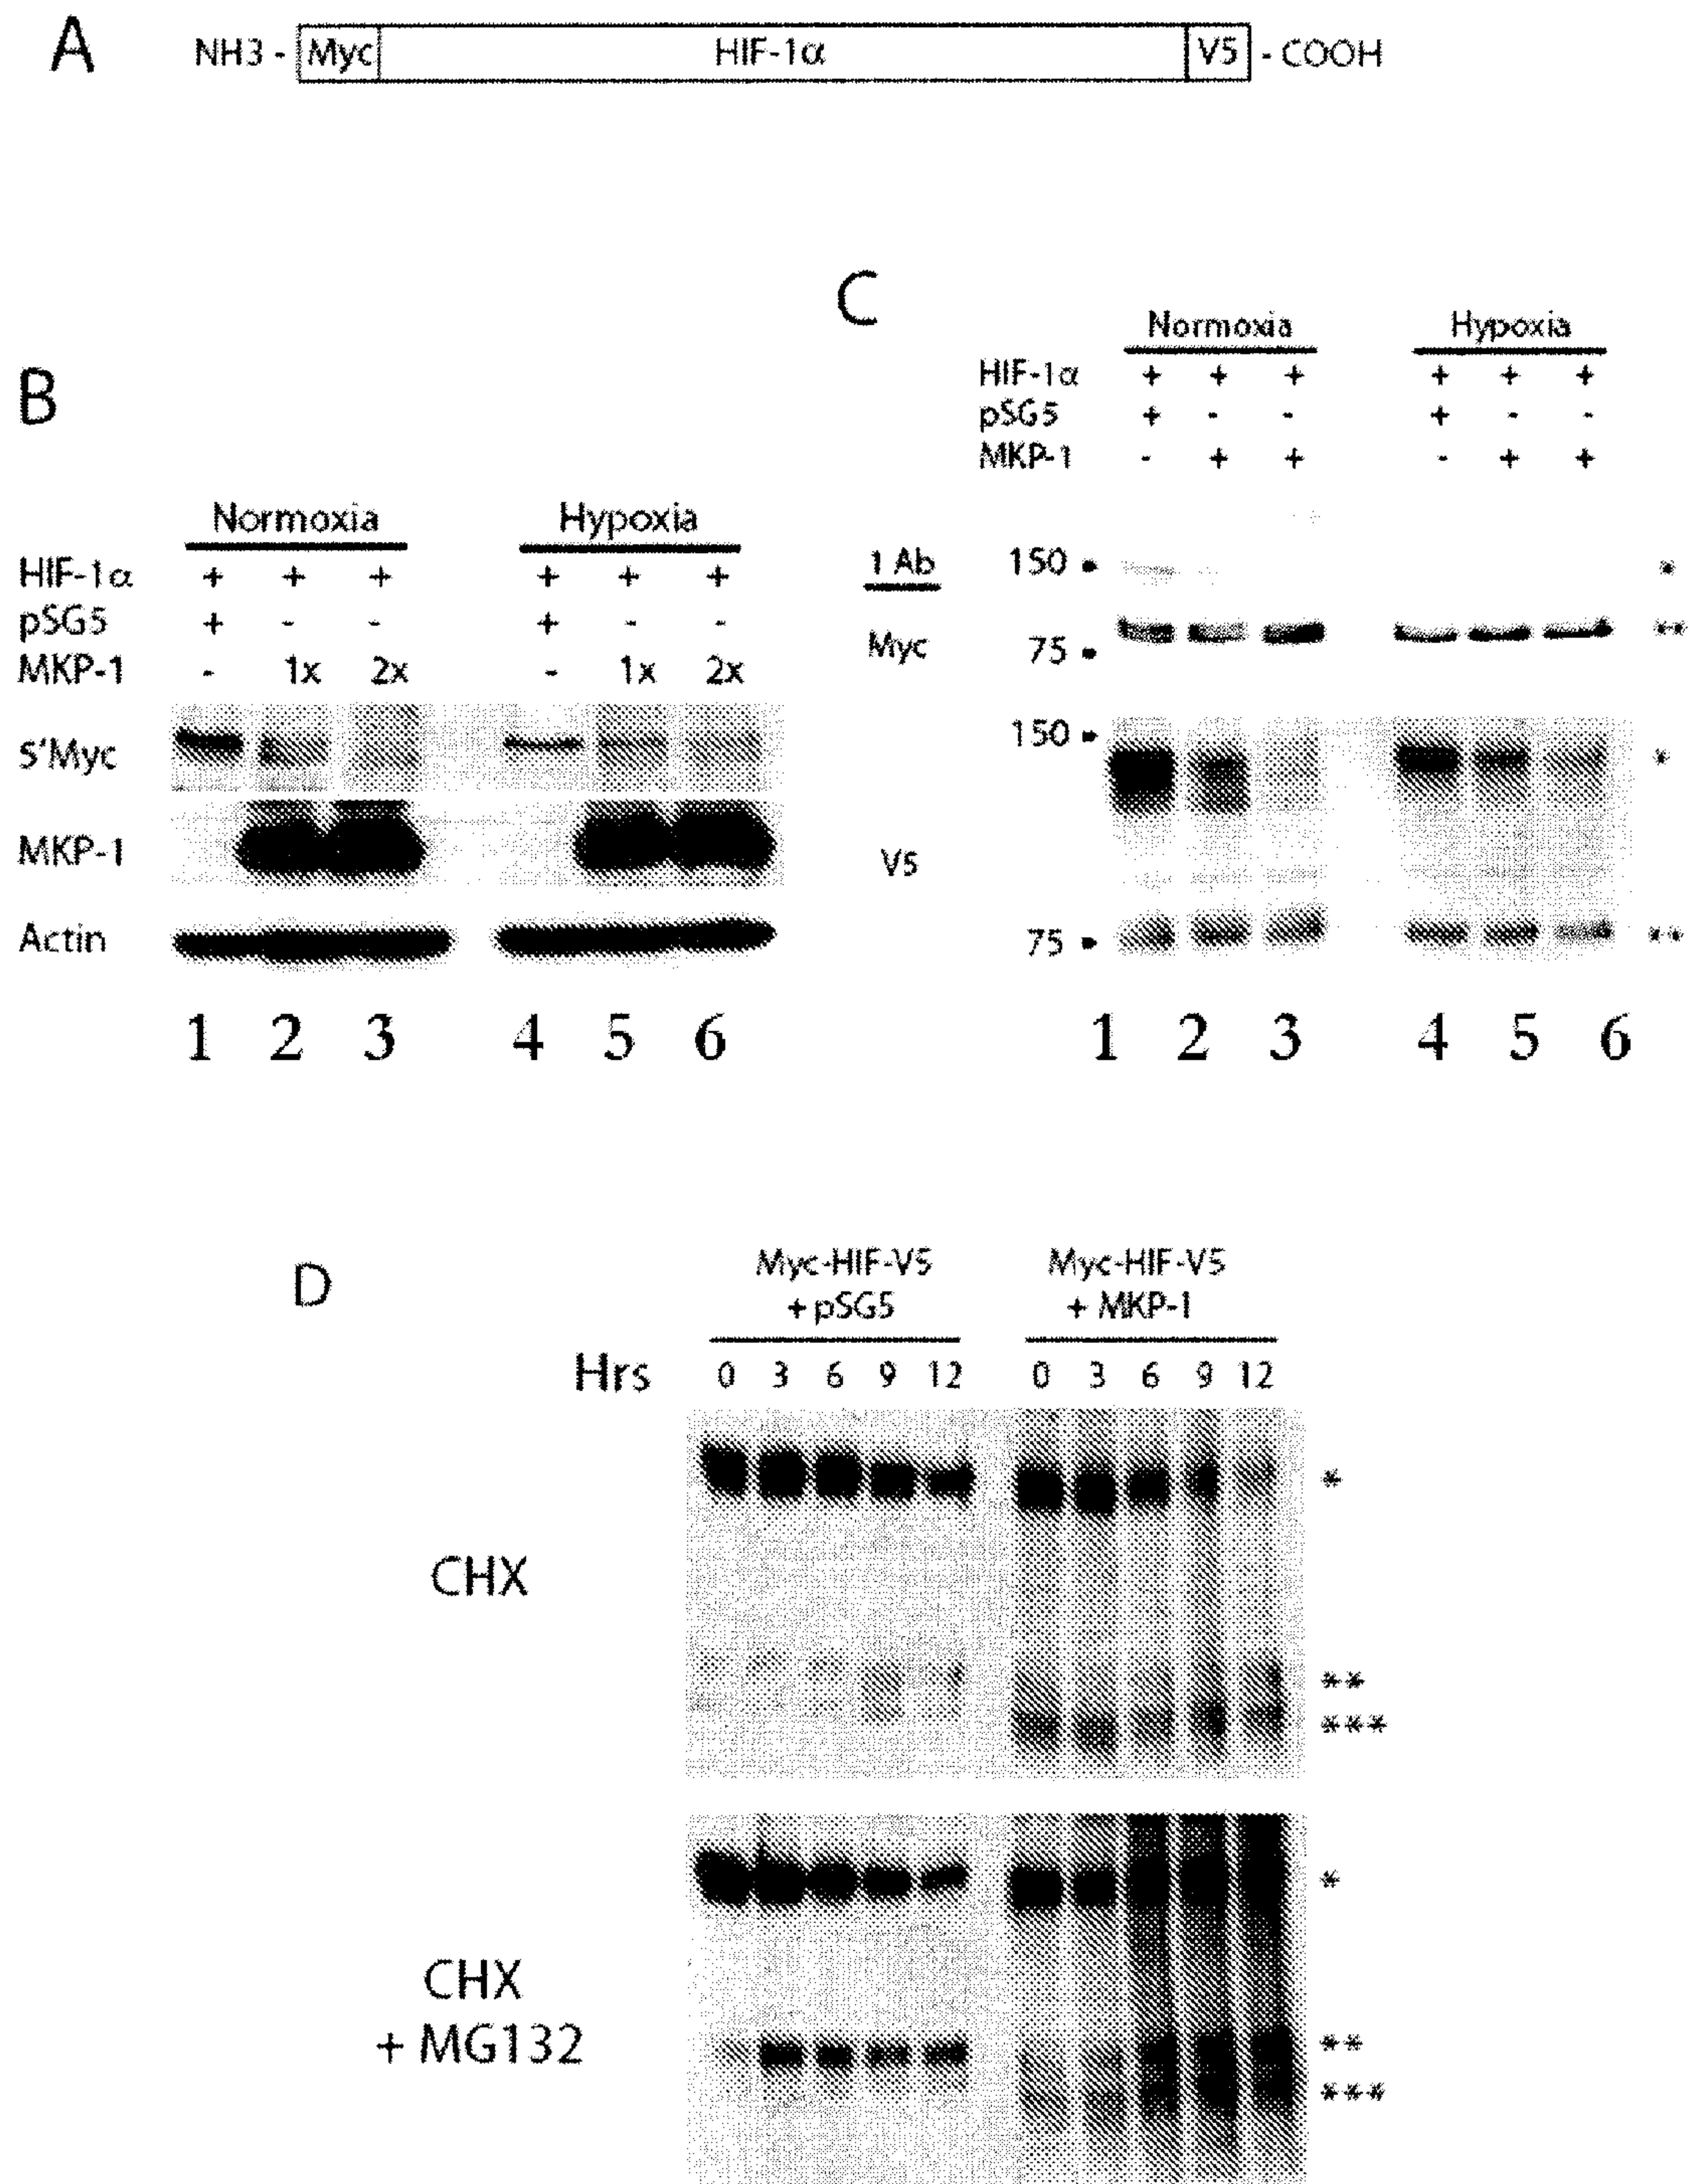 A
NH3 - Myc HIF-1α V5 - COOH
B
Normoxia Hypoxia
HIF-1α + + + + + +
pSG5 + - - + - -
MKP-1 - 1x 2x - 1x 2x
5'Myc
MKP-1
Actin
1 2 3 4 5 6
C
Normoxia Hypoxia
HIF-1α + + + + + +
pSG5 + - - + - -
MKP-1 - + + - + +
1 Ab 150 *
Myc 75 **
150 *
V5
75 **
1 2 3 4 5 6
D
Myc-HIF-V5 Myc-HIF-V5
+ pSG5 + MKP-1
Hrs 0 3 6 9 12 0 3 6 9 12
*
CHX
**
***
*
CHX
+ MG132 **
***